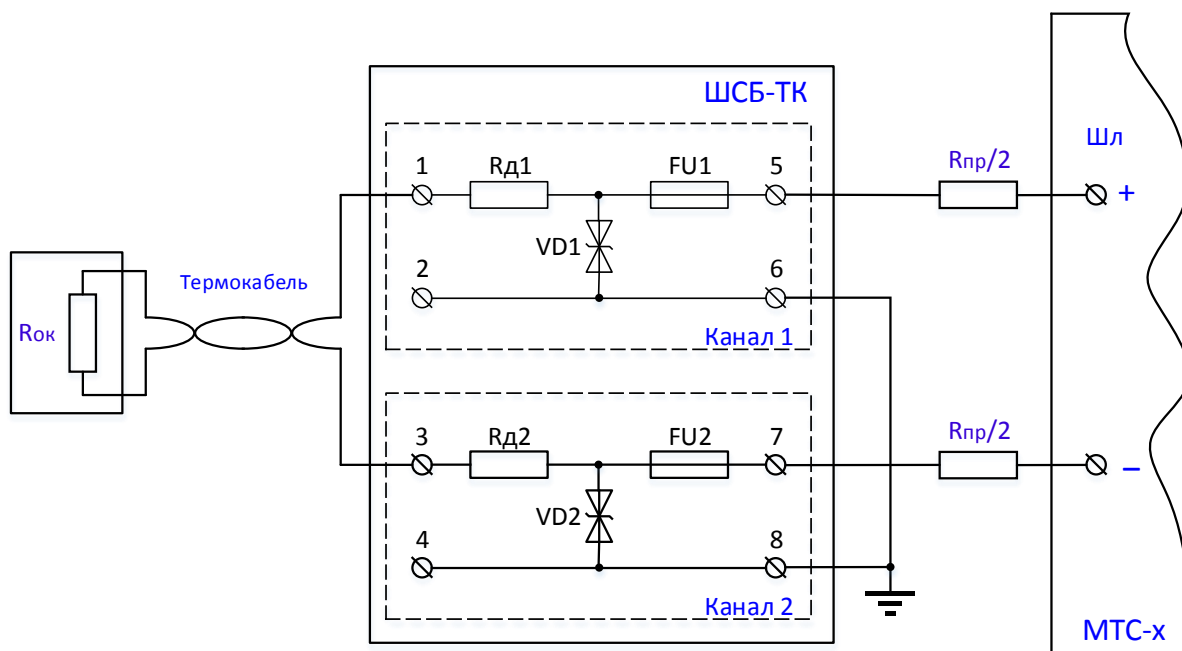 ШСБ-ТК
1
Rд1
FU1
5
VD1
2
6
Канал 1
Rпр/2
Шл
+
Термокабель
Rок
3
Rд2
FU2
7
VD2
4
8
Канал 2
Rпр/2
–
МТС-х